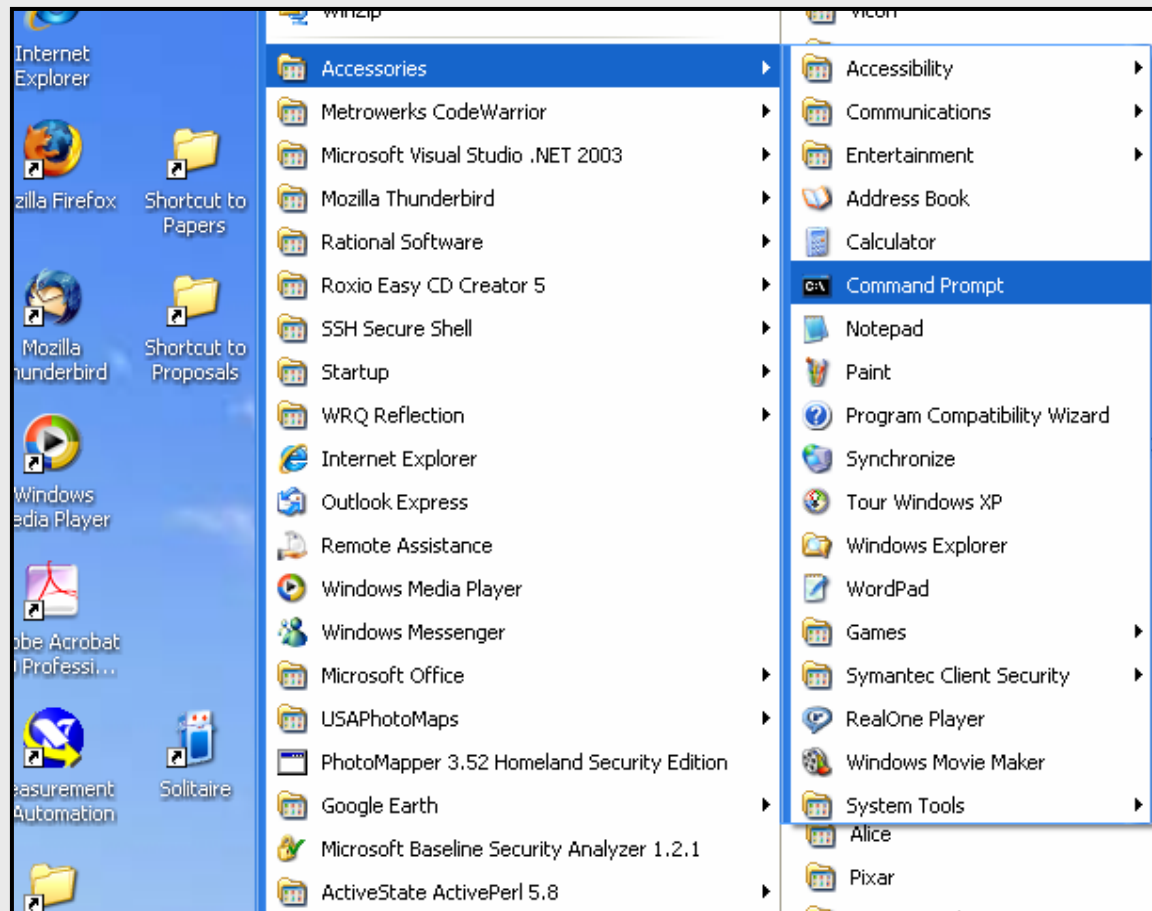 Internet
Explorer
zilla Firefox
Shortcut to
Papers
Mozilla
hunderbird
Shortcut to
Proposals
Windows
edia Player
obe Acrobat
Professi...
easurement
Automation
Solitaire
WinZip
Accessories
Metrowerks CodeWarrior
Microsoft Visual Studio .NET 2003
Mozilla Thunderbird
Rational Software
Roxio Easy CD Creator 5
SSH Secure Shell
Startup
WRQ Reflection
Internet Explorer
Outlook Express
Remote Assistance
Windows Media Player
Windows Messenger
Microsoft Office
USAPhotoMaps
PhotoMapper 3.52 Homeland Security Edition
Google Earth
Microsoft Baseline Security Analyzer 1.2.1
ActiveState ActivePerl 5.8
Vicon
Accessibility
Communications
Entertainment
Address Book
Calculator
Command Prompt
Notepad
Paint
Program Compatibility Wizard
Synchronize
Tour Windows XP
Windows Explorer
WordPad
Games
Symantec Client Security
RealOne Player
Windows Movie Maker
System Tools
Alice
Pixar